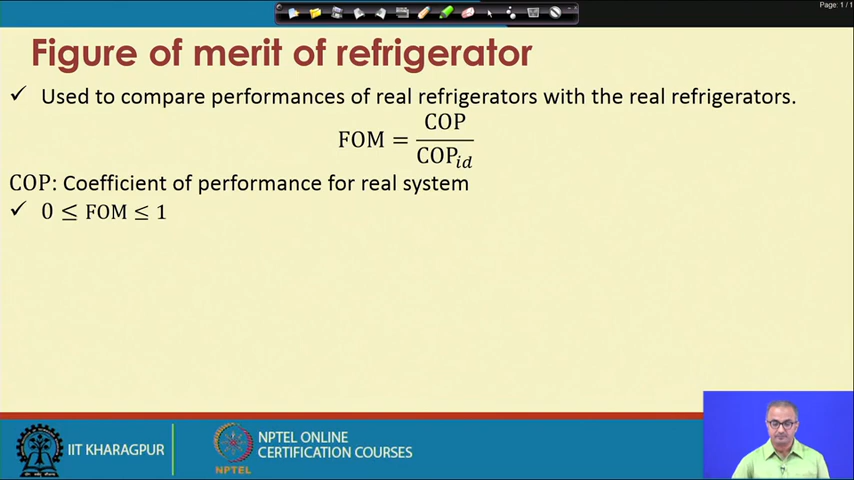 Page: 1 / 1
Figure of merit of refrigerator
✓ Used to compare performances of real refrigerators with the real refrigerators.
FOM = COP / COP_id
COP: Coefficient of performance for real system
✓ 0 ≤ FOM ≤ 1
IIT KHARAGPUR
NPTEL
NPTEL ONLINE
CERTIFICATION COURSES